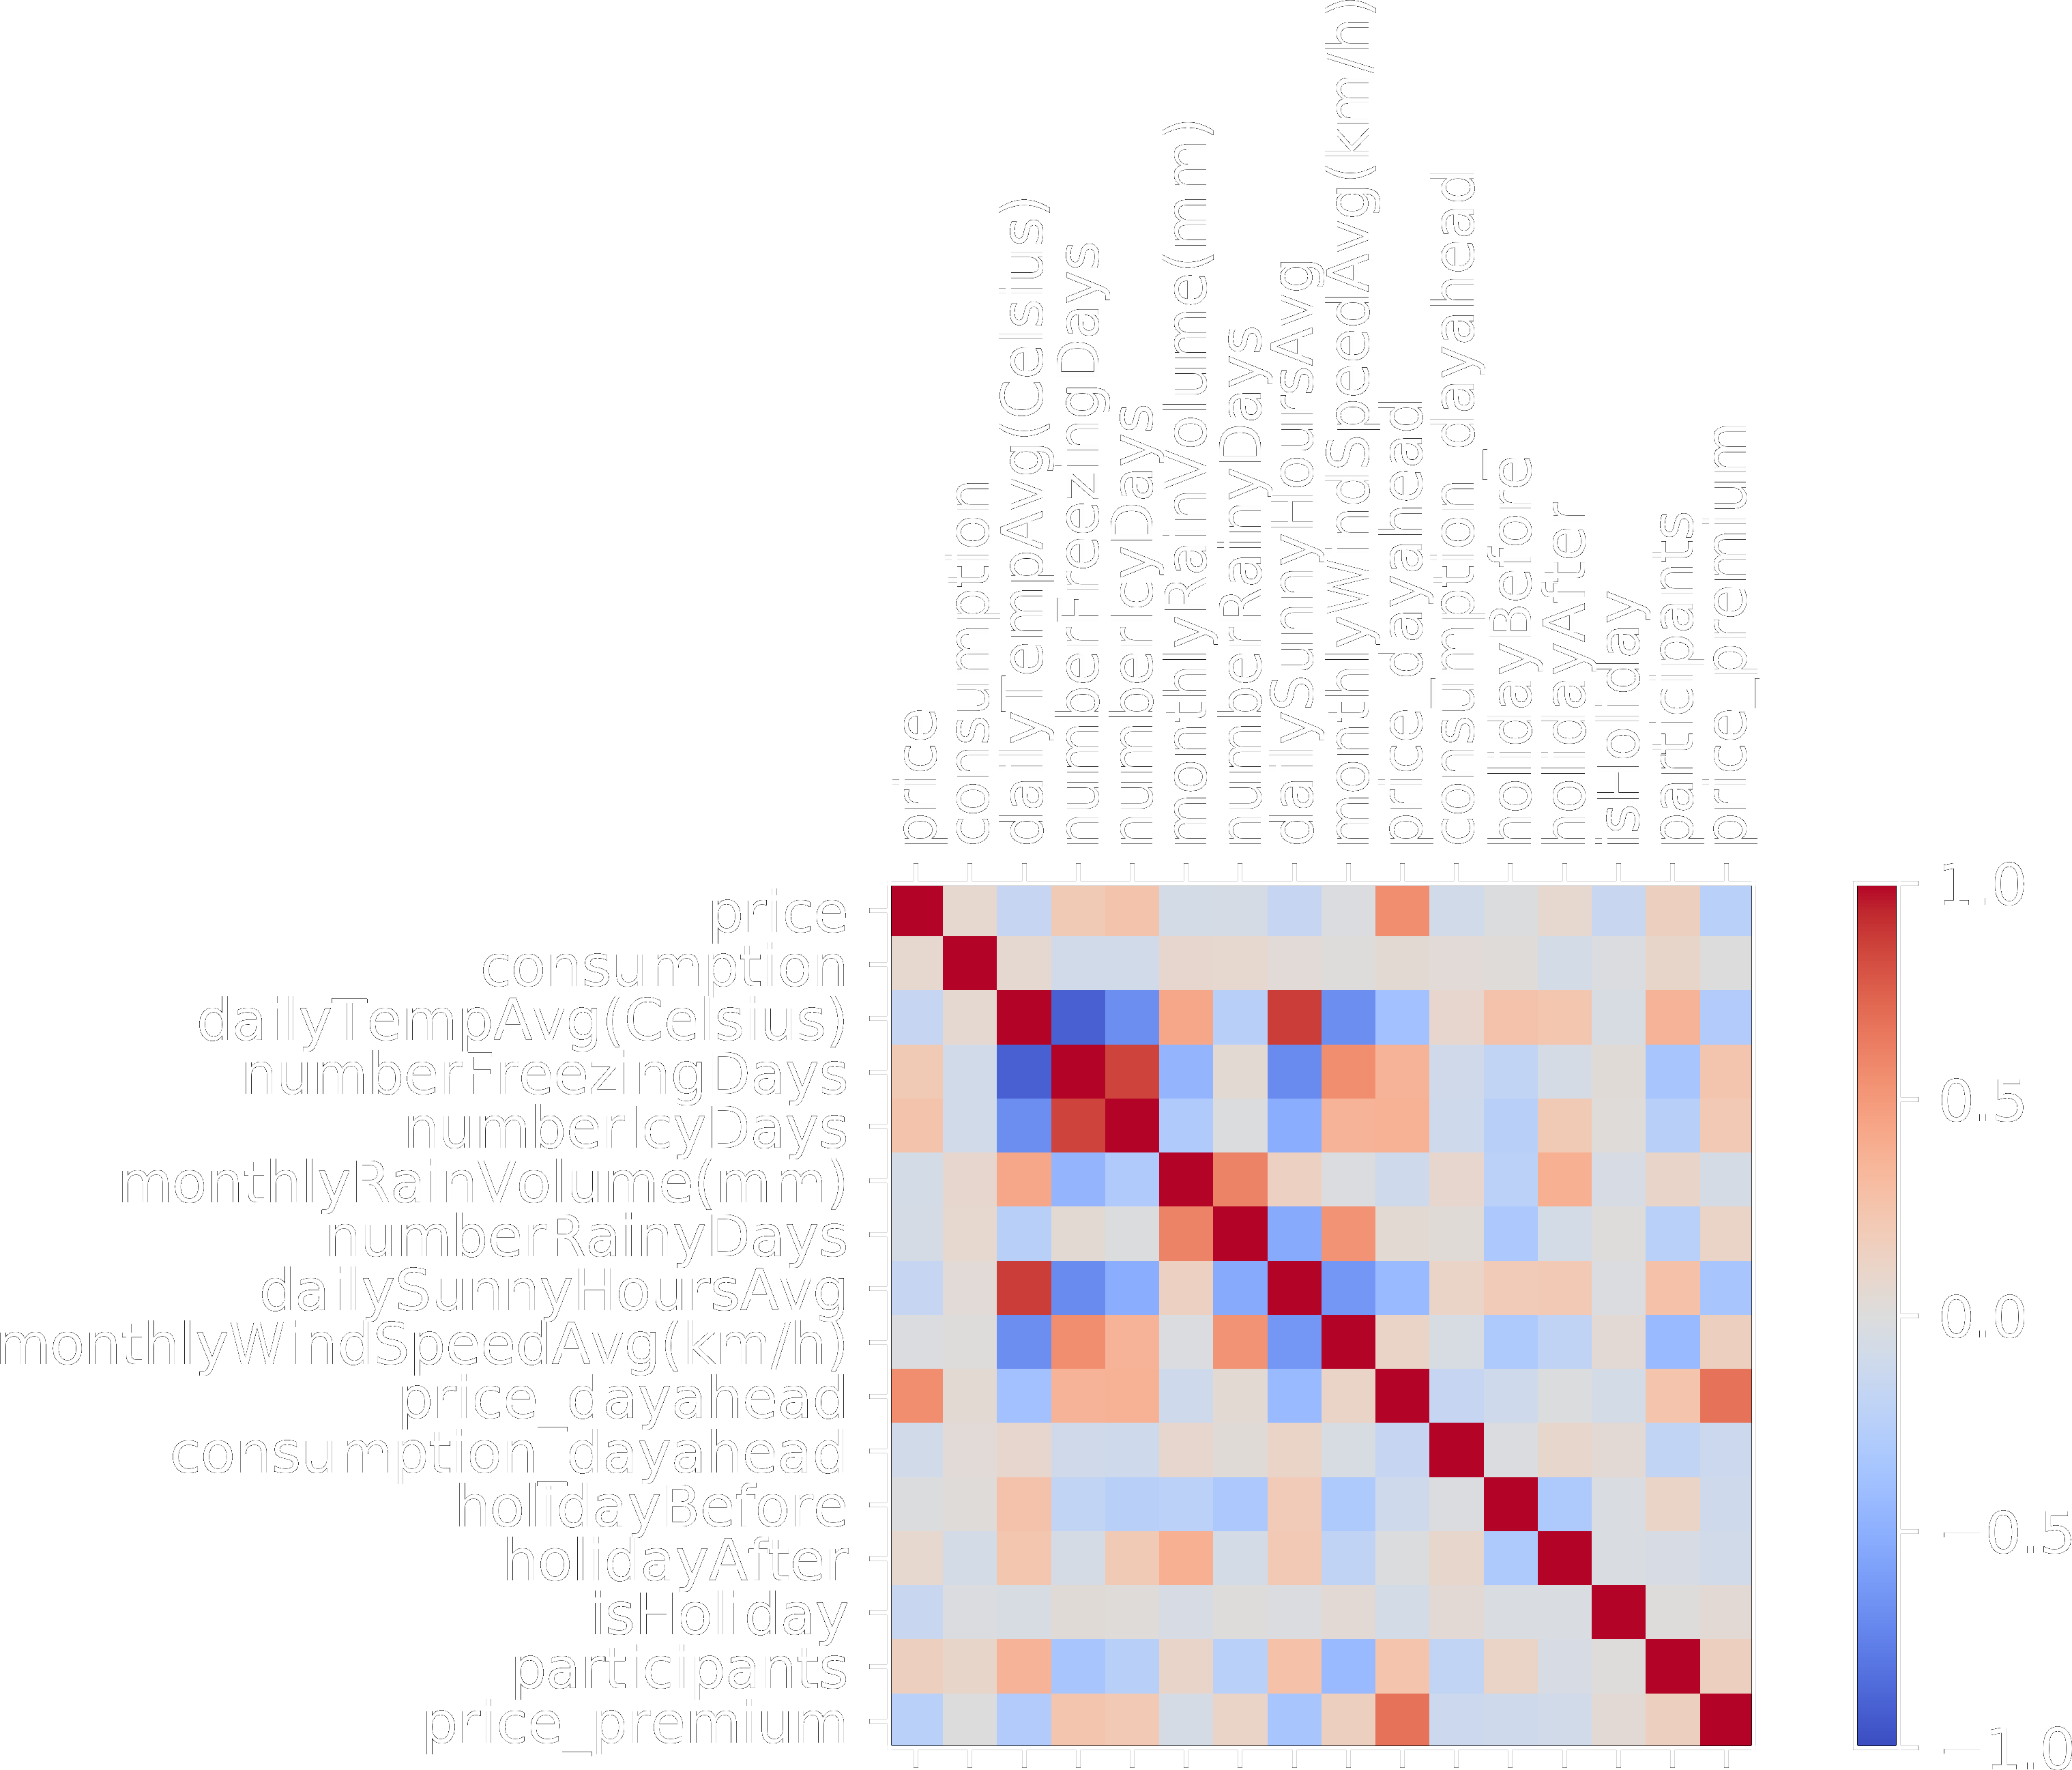 price
consumption
dailyTempAvg(Celsius)
numberFreezingDays
numberIcyDays
monthlyRainVolume(mm)
numberRainyDays
dailySunnyHoursAvg
monthlyWindSpeedAvg(km/h)
price_dayahead
consumption_dayahead
holidayBefore
holidayAfter
isHoliday
participants
price_premium
price
consumption
dailyTempAvg(Celsius)
numberFreezingDays
numberIcyDays
monthlyRainVolume(mm)
numberRainyDays
dailySunnyHoursAvg
monthlyWindSpeedAvg(km/h)
price_dayahead
consumption_dayahead
holidayBefore
holidayAfter
isHoliday
participants
price_premium
1.0
0.5
0.0
−0.5
−1.0